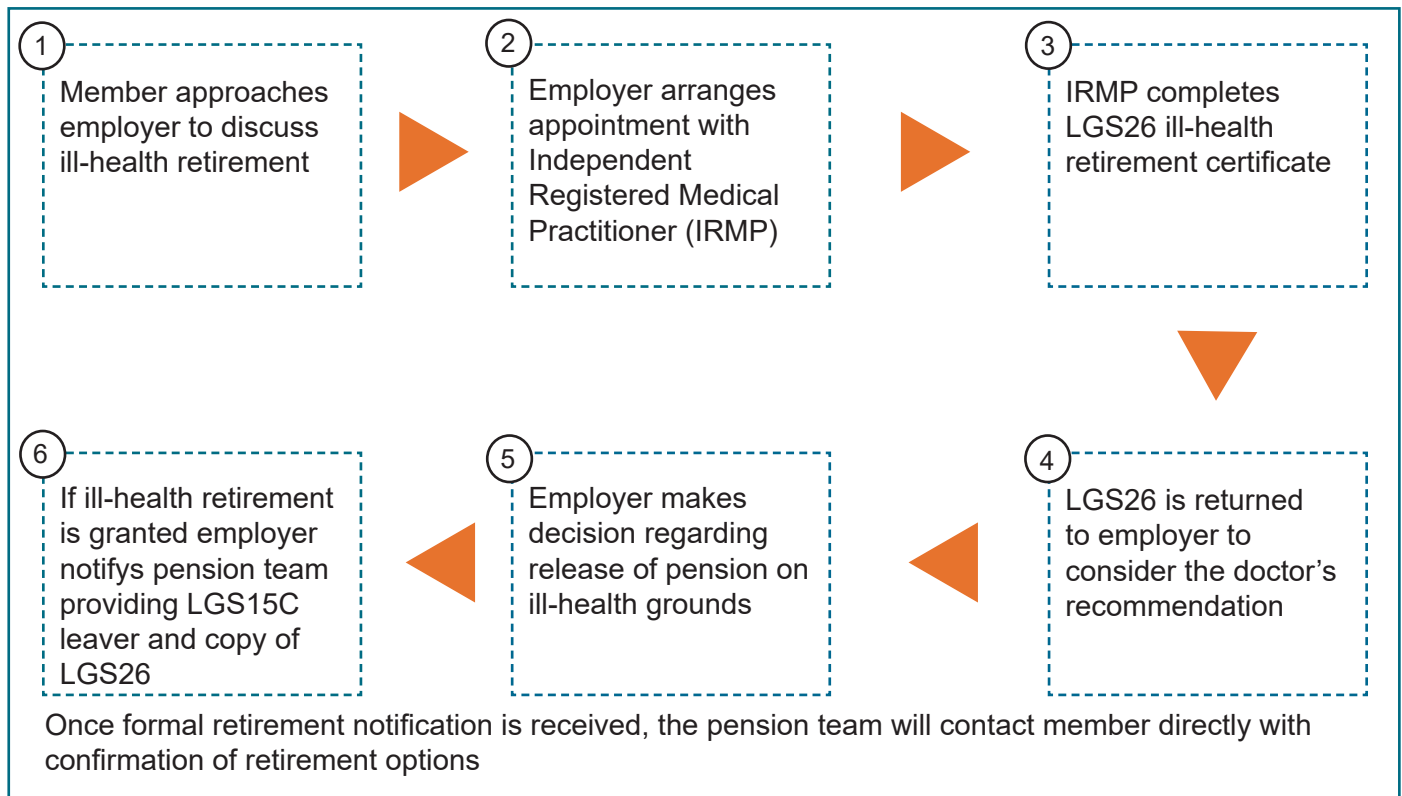 1
Member approaches
employer to discuss
ill-health retirement
2
Employer arranges
appointment with
Independent
Registered Medical
Practitioner (IRMP)
3
IRMP completes
LGS26 ill-health
retirement certificate
4
LGS26 is returned
to employer to
consider the doctor’s
recommendation
5
Employer makes
decision regarding
release of pension on
ill-health grounds
6
If ill-health retirement
is granted employer
notifys pension team
providing LGS15C
leaver and copy of
LGS26
Once formal retirement notification is received, the pension team will contact member directly with
confirmation of retirement options